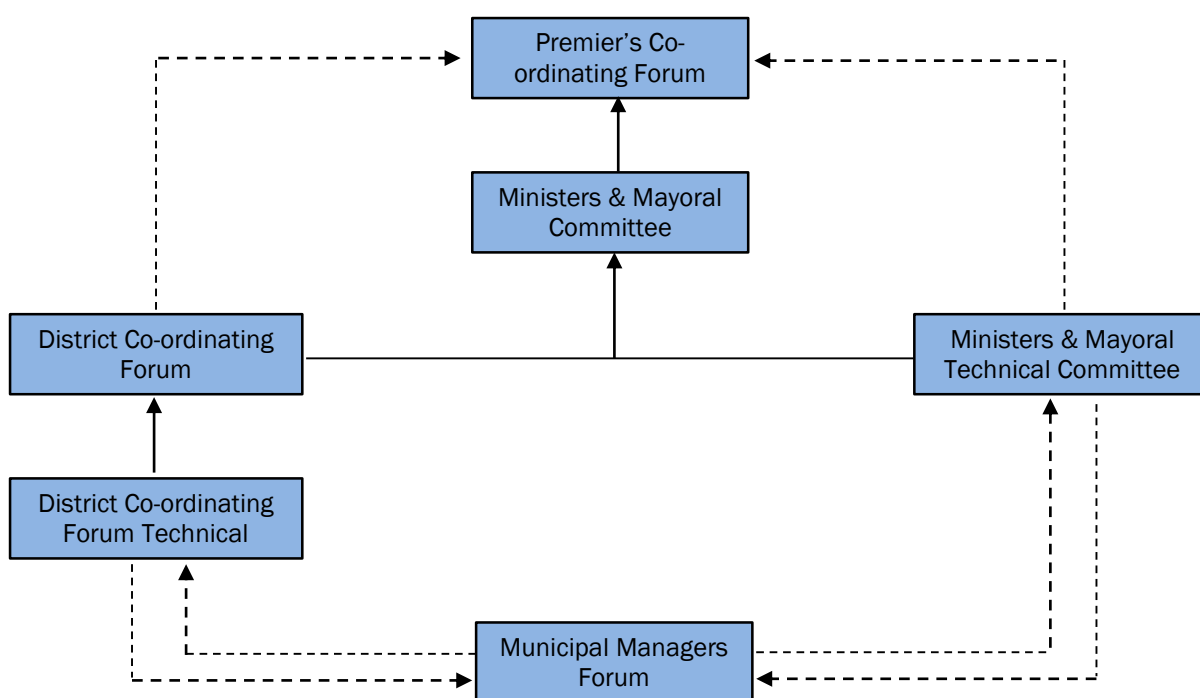 Premier’s Co-
ordinating Forum
Ministers & Mayoral
Committee
District Co-ordinating
Forum
Ministers & Mayoral
Technical Committee
District Co-ordinating
Forum Technical
Municipal Managers
Forum